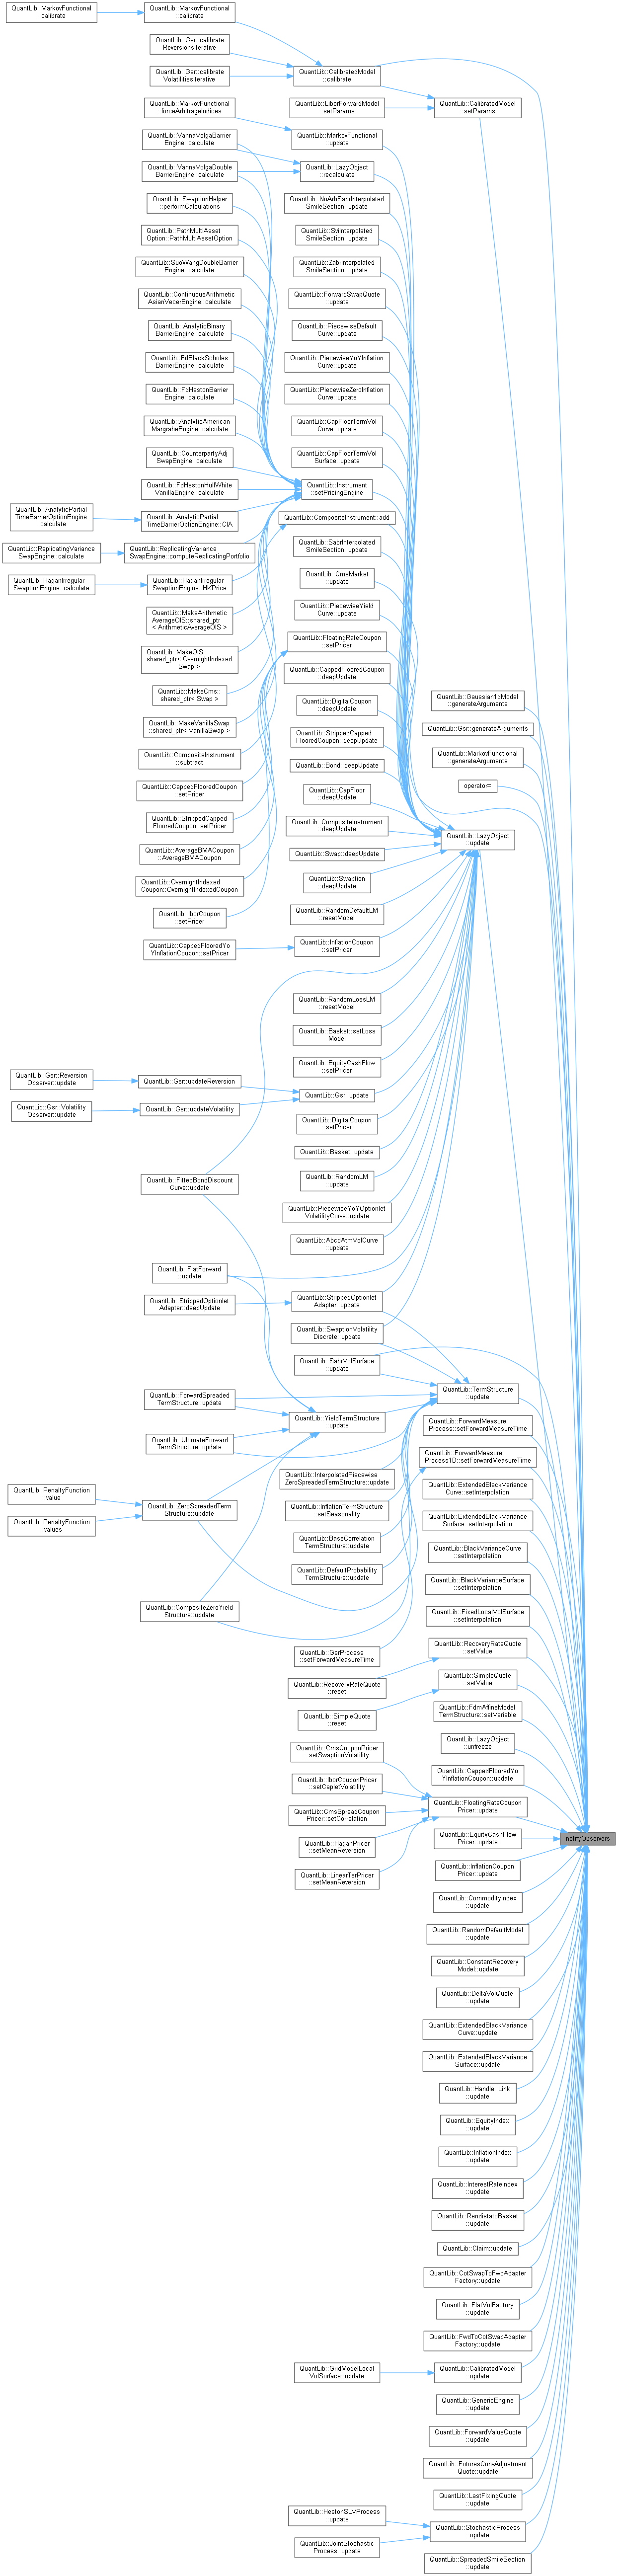 QuantLib::MarkovFunctional
::calibrate
QuantLib::MarkovFunctional
::calibrate
QuantLib::Gsr::calibrate
ReversionsIterative
QuantLib::Gsr::calibrate
VolatilitiesIterative
QuantLib::CalibratedModel
::calibrate
QuantLib::MarkovFunctional
::forceArbitrageIndices
QuantLib::LiborForwardModel
::setParams
QuantLib::CalibratedModel
::setParams
QuantLib::VannaVolgaBarrier
Engine::calculate
QuantLib::MarkovFunctional
::update
QuantLib::VannaVolgaDouble
BarrierEngine::calculate
QuantLib::LazyObject
::recalculate
QuantLib::SwaptionHelper
::performCalculations
QuantLib::NoArbSabrInterpolated
SmileSection::update
QuantLib::PathMultiAsset
Option::PathMultiAssetOption
QuantLib::SviInterpolated
SmileSection::update
QuantLib::SuoWangDoubleBarrier
Engine::calculate
QuantLib::ZabrInterpolated
SmileSection::update
QuantLib::ContinuousArithmetic
AsianVecerEngine::calculate
QuantLib::ForwardSwapQuote
::update
QuantLib::AnalyticBinary
BarrierEngine::calculate
QuantLib::PiecewiseDefault
Curve::update
QuantLib::FdBlackScholes
BarrierEngine::calculate
QuantLib::PiecewiseYoYInflation
Curve::update
QuantLib::FdHestonBarrier
Engine::calculate
QuantLib::PiecewiseZeroInflation
Curve::update
QuantLib::AnalyticAmerican
MargrabeEngine::calculate
QuantLib::CapFloorTermVol
Curve::update
QuantLib::CounterpartyAdj
SwapEngine::calculate
QuantLib::CapFloorTermVol
Surface::update
QuantLib::FdHestonHullWhite
VanillaEngine::calculate
QuantLib::Instrument
::setPricingEngine
QuantLib::AnalyticPartial
TimeBarrierOptionEngine
::calculate
QuantLib::AnalyticPartial
TimeBarrierOptionEngine::CIA
QuantLib::CompositeInstrument::add
QuantLib::ReplicatingVariance
SwapEngine::calculate
QuantLib::ReplicatingVariance
SwapEngine::computeReplicatingPortfolio
QuantLib::SabrInterpolated
SmileSection::update
QuantLib::HaganIrregular
SwaptionEngine::calculate
QuantLib::HaganIrregular
SwaptionEngine::HKPrice
QuantLib::CmsMarket
::update
QuantLib::MakeArithmetic
AverageOIS::shared_ptr
< ArithmeticAverageOIS >
QuantLib::PiecewiseYield
Curve::update
QuantLib::MakeOIS::
shared_ptr< OvernightIndexed
Swap >
QuantLib::FloatingRateCoupon
::setPricer
QuantLib::MakeCms::
shared_ptr< Swap >
QuantLib::CappedFlooredCoupon
::deepUpdate
QuantLib::MakeVanillaSwap
::shared_ptr< VanillaSwap >
QuantLib::DigitalCoupon
::deepUpdate
QuantLib::CompositeInstrument
::subtract
QuantLib::StrippedCapped
FlooredCoupon::deepUpdate
QuantLib::CappedFlooredCoupon
::setPricer
QuantLib::Bond::deepUpdate
QuantLib::StrippedCapped
FlooredCoupon::setPricer
QuantLib::CapFloor
::deepUpdate
QuantLib::AverageBMACoupon
::AverageBMACoupon
QuantLib::CompositeInstrument
::deepUpdate
QuantLib::OvernightIndexed
Coupon::OvernightIndexedCoupon
QuantLib::Swap::deepUpdate
QuantLib::IborCoupon
::setPricer
QuantLib::Swaption
::deepUpdate
QuantLib::CappedFlooredYo
YInflationCoupon::setPricer
QuantLib::RandomDefaultLM
::resetModel
QuantLib::InflationCoupon
::setPricer
QuantLib::Gaussian1dModel
::generateArguments
QuantLib::Gsr::generateArguments
QuantLib::MarkovFunctional
::generateArguments
operator=
QuantLib::LazyObject
::update
QuantLib::RandomLossLM
::resetModel
QuantLib::Basket::setLoss
Model
QuantLib::EquityCashFlow
::setPricer
QuantLib::Gsr::Reversion
Observer::update
QuantLib::Gsr::updateReversion
QuantLib::Gsr::update
QuantLib::Gsr::Volatility
Observer::update
QuantLib::Gsr::updateVolatility
QuantLib::DigitalCoupon
::setPricer
QuantLib::Basket::update
QuantLib::FittedBondDiscount
Curve::update
QuantLib::RandomLM
::update
QuantLib::PiecewiseYoYOptionlet
VolatilityCurve::update
QuantLib::AbcdAtmVolCurve
::update
QuantLib::FlatForward
::update
QuantLib::StrippedOptionlet
Adapter::deepUpdate
QuantLib::StrippedOptionlet
Adapter::update
QuantLib::SwaptionVolatility
Discrete::update
QuantLib::SabrVolSurface
::update
QuantLib::TermStructure
::update
QuantLib::ForwardSpreaded
TermStructure::update
QuantLib::YieldTermStructure
::update
QuantLib::ForwardMeasure
Process::setForwardMeasureTime
QuantLib::UltimateForward
TermStructure::update
QuantLib::ForwardMeasure
Process1D::setForwardMeasureTime
QuantLib::InterpolatedPiecewise
ZeroSpreadedTermStructure::update
QuantLib::PenaltyFunction
::value
QuantLib::PenaltyFunction
::values
QuantLib::ZeroSpreadedTerm
Structure::update
QuantLib::InflationTermStructure
::setSeasonality
QuantLib::ExtendedBlackVariance
Curve::setInterpolation
QuantLib::ExtendedBlackVariance
Surface::setInterpolation
QuantLib::BaseCorrelation
TermStructure::update
QuantLib::BlackVarianceCurve
::setInterpolation
QuantLib::DefaultProbability
TermStructure::update
QuantLib::BlackVarianceSurface
::setInterpolation
QuantLib::CompositeZeroYield
Structure::update
QuantLib::FixedLocalVolSurface
::setInterpolation
QuantLib::GsrProcess
::setForwardMeasureTime
QuantLib::RecoveryRateQuote
::setValue
QuantLib::RecoveryRateQuote
::reset
QuantLib::SimpleQuote
::setValue
QuantLib::SimpleQuote
::reset
QuantLib::FdmAffineModel
TermStructure::setVariable
QuantLib::LazyObject
::unfreeze
QuantLib::CmsCouponPricer
::setSwaptionVolatility
QuantLib::CappedFlooredYo
YInflationCoupon::update
QuantLib::IborCouponPricer
::setCapletVolatility
QuantLib::FloatingRateCoupon
Pricer::update
QuantLib::CmsSpreadCoupon
Pricer::setCorrelation
QuantLib::HaganPricer
::setMeanReversion
QuantLib::EquityCashFlow
Pricer::update
notifyObservers
QuantLib::LinearTsrPricer
::setMeanReversion
QuantLib::InflationCoupon
Pricer::update
QuantLib::CommodityIndex
::update
QuantLib::RandomDefaultModel
::update
QuantLib::ConstantRecovery
Model::update
QuantLib::DeltaVolQuote
::update
QuantLib::ExtendedBlackVariance
Curve::update
QuantLib::ExtendedBlackVariance
Surface::update
QuantLib::Handle::Link
::update
QuantLib::EquityIndex
::update
QuantLib::InflationIndex
::update
QuantLib::InterestRateIndex
::update
QuantLib::RendistatoBasket
::update
QuantLib::Claim::update
QuantLib::CotSwapToFwdAdapter
Factory::update
QuantLib::FlatVolFactory
::update
QuantLib::FwdToCotSwapAdapter
Factory::update
QuantLib::GridModelLocal
VolSurface::update
QuantLib::CalibratedModel
::update
QuantLib::GenericEngine
::update
QuantLib::ForwardValueQuote
::update
QuantLib::FuturesConvAdjustment
Quote::update
QuantLib::LastFixingQuote
::update
QuantLib::HestonSLVProcess
::update
QuantLib::StochasticProcess
::update
QuantLib::JointStochastic
Process::update
QuantLib::SpreadedSmileSection
::update